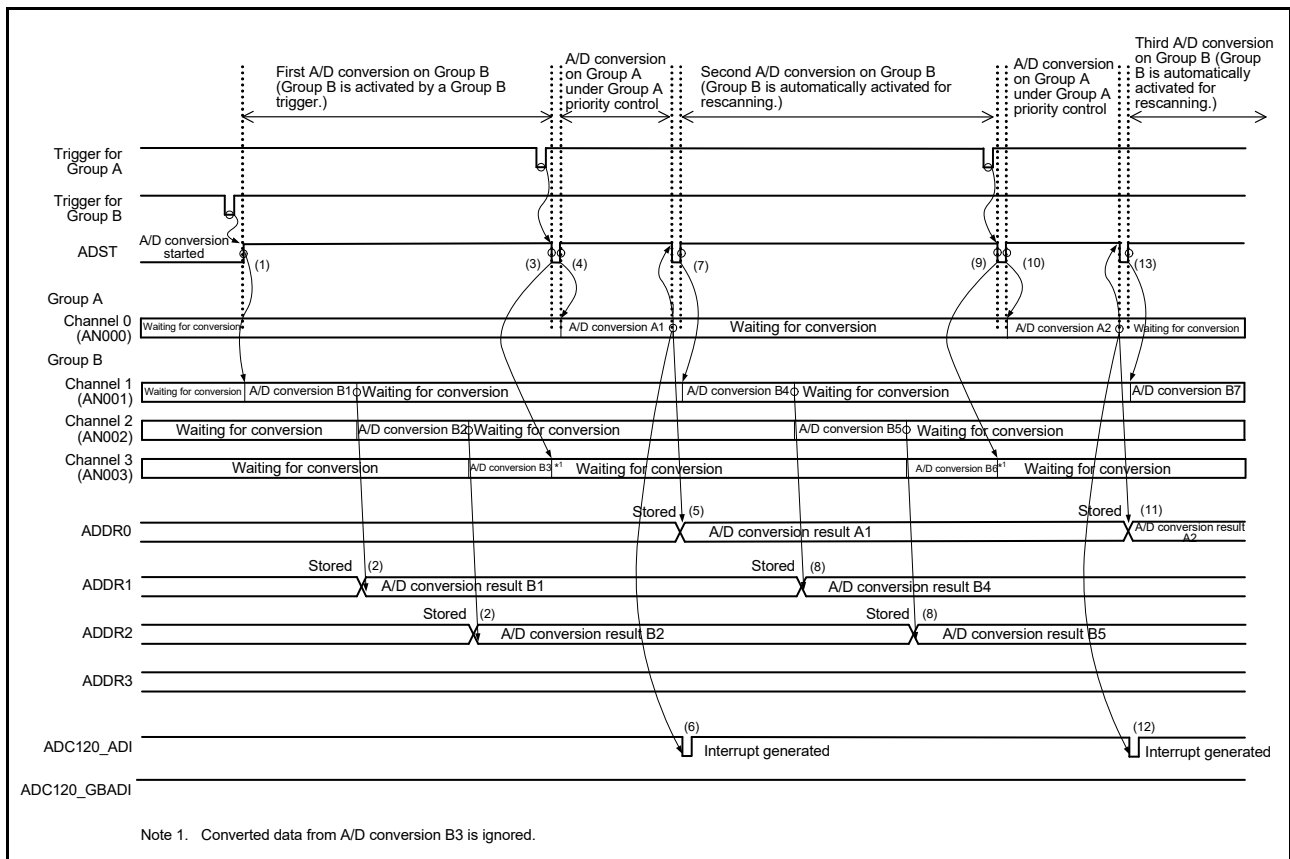 First A/D conversion on Group B
(Group B is activated by a Group B
trigger.)
A/D conversion
on Group A
under Group A
priority control
Second A/D conversion on Group B
(Group B is automatically activated for
rescanning.)
A/D conversion
on Group A
under Group A
priority control
Third A/D conversion
on Group B (Group
B is automatically
activated for
rescanning.)
Trigger for
Group A
Trigger for
Group B
A/D conversion
started
ADST
(1)
(3)
(4)
(7)
(9)
(10)
(13)
Group A
Channel 0
(AN000)
Waiting for conversion
A/D conversion A1
Waiting for conversion
A/D conversion A2
Waiting for conversion
Group B
Channel 1
(AN001)
Waiting for conversion
A/D conversion B1
Waiting for conversion
A/D conversion B4
Waiting for conversion
A/D conversion B7
Channel 2
(AN002)
Waiting for conversion
A/D conversion B2
Waiting for conversion
A/D conversion B5
Waiting for conversion
Channel 3
(AN003)
Waiting for conversion
A/D conversion B3 *1
Waiting for conversion
A/D conversion B6*1
Waiting for conversion
ADDR0
Stored
(5)
A/D conversion result A1
Stored
(11)
A/D conversion result
A2
ADDR1
Stored
(2)
A/D conversion result B1
Stored
(8)
A/D conversion result B4
ADDR2
Stored
(2)
A/D conversion result B2
Stored
(8)
A/D conversion result B5
ADDR3
ADC120_ADI
(6)
Interrupt generated
(12)
Interrupt generated
ADC120_GBADI
Note 1. Converted data from A/D conversion B3 is ignored.